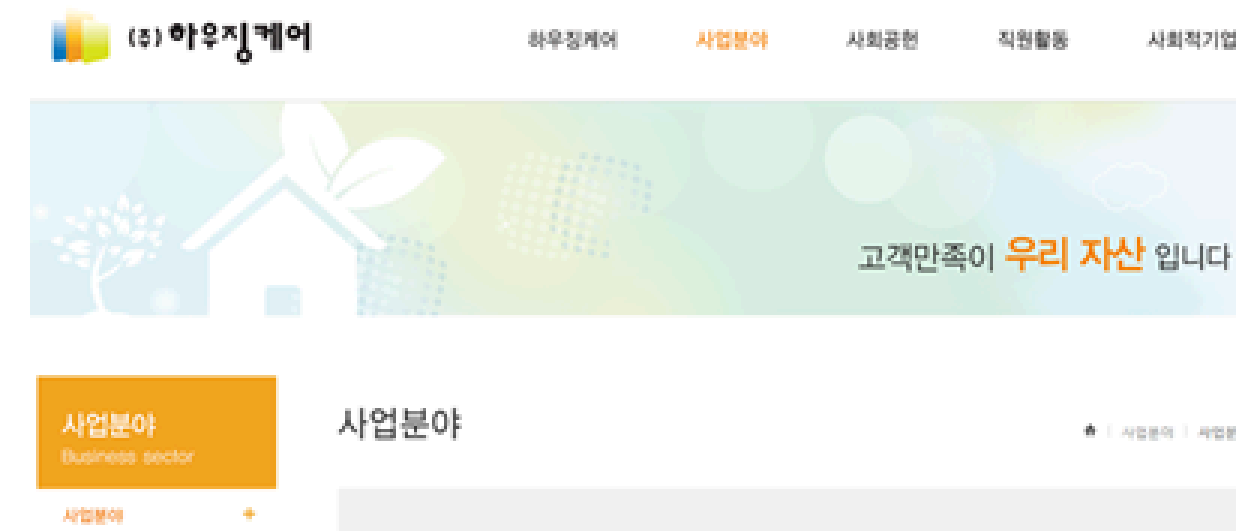 (주)하우징케어
하우징케어 사업분야 사회공헌 직원활동 사회적기업
고객만족이 우리 자산 입니다
사업분야
Business sector
사업분야
사업분야
사업분야 사업분